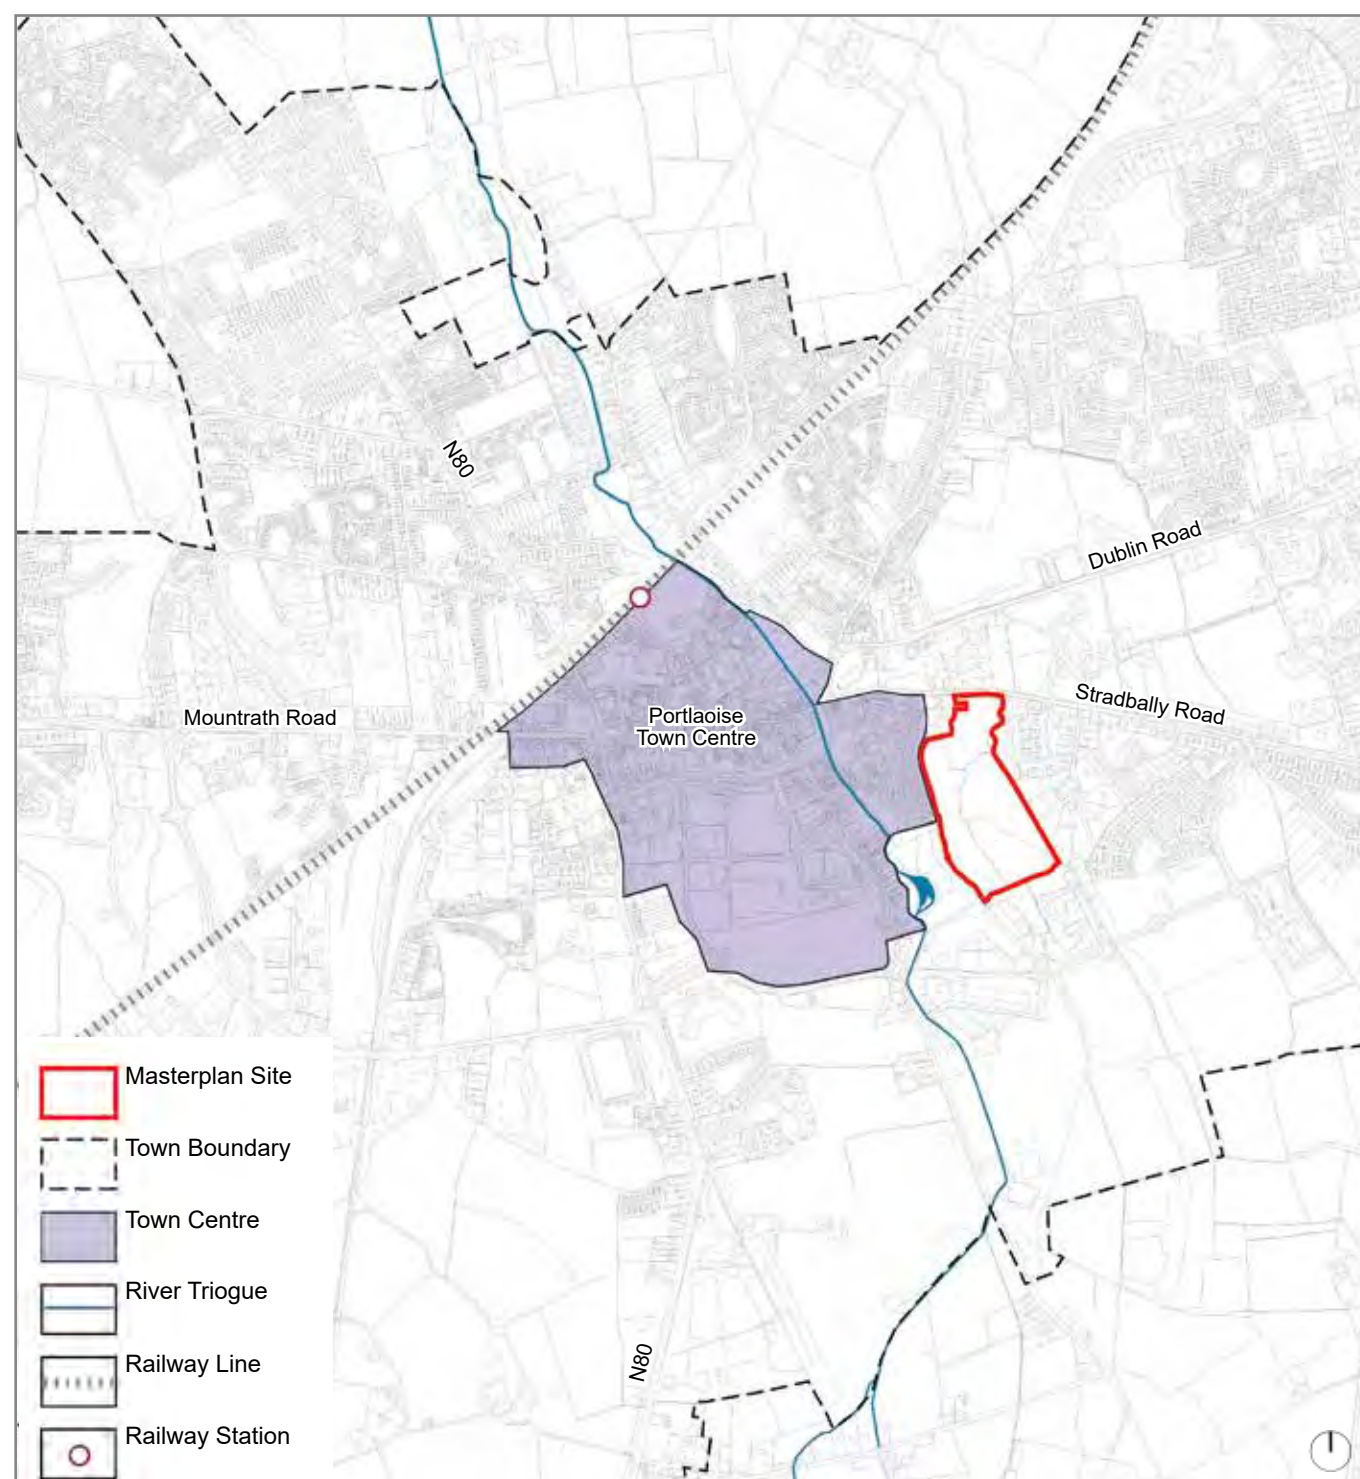 N80
Dublin Road
Stradbally Road
Mountrath Road
Portlaoise
Town Centre
N80
Masterplan Site
Town Boundary
Town Centre
River Triogue
Railway Line
Railway Station